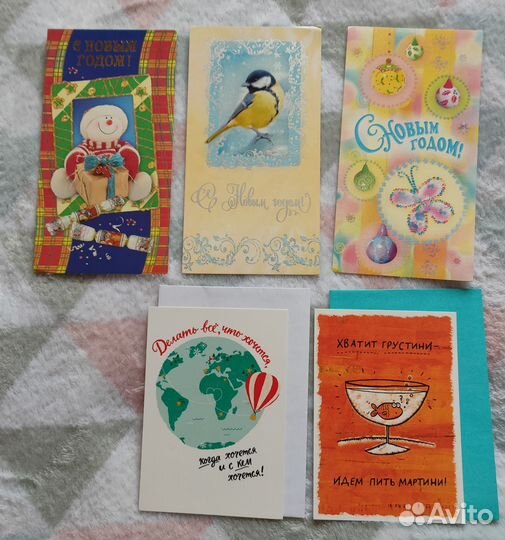 С НОВЫМ
ГОДОМ!
С Новым годом!
С НОВЫМ
ГОДОМ!
Делать всё, что хочется,
когда хочется
и с кем
хочется!
ХВАТИТ ГРУСТИНИ–
ИДЕМ ПИТЬ МАРТИНИ!
Avito